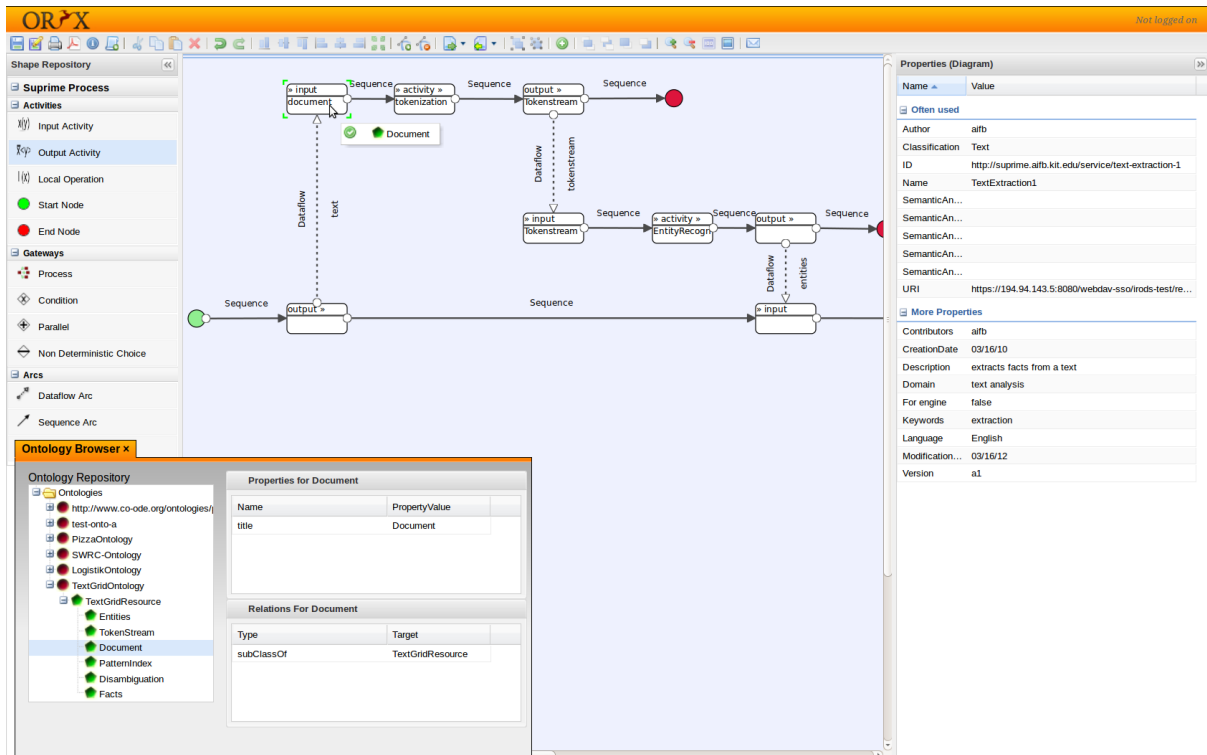 ORYX
Not logged on
Shape Repository
Suprime Process
Activities
Input Activity
Output Activity
Local Operation
Start Node
End Node
Gateways
Process
Condition
Parallel
Non Deterministic Choice
Arcs
Dataflow Arc
Sequence Arc
» input
document
Sequence
» activity »
tokenization
Sequence
output »
Tokenstream
Sequence
Document
Dataflow
text
Dataflow
tokenstream
» input
Tokenstream
Sequence
» activity »
EntityRecogn
Sequence
output »
Sequence
Dataflow
entities
Sequence
output »
Sequence
» input
Properties (Diagram)
Name Value
Often used
Author aifb
Classification Text
ID http://suprime.aifb.kit.edu/service/text-extraction-1
Name TextExtraction1
SemanticAn...
SemanticAn...
SemanticAn...
SemanticAn...
SemanticAn...
URI https://194.94.143.5:8080/webdav-sso/irods-test/re...
More Properties
Contributors aifb
CreationDate 03/16/10
Description extracts facts from a text
Domain text analysis
For engine false
Keywords extraction
Language English
Modification... 03/16/12
Version a1
Ontology Browser ×
Ontology Repository
Ontologies
http://www.co-ode.org/ontologies/
test-onto-a
PizzaOntology
SWRC-Ontology
LogistikOntology
TextGridOntology
TextGridResource
Entities
TokenStream
Document
PatternIndex
Disambiguation
Facts
Properties for Document
Name PropertyValue
title Document
Relations For Document
Type Target
subClassOf TextGridResource